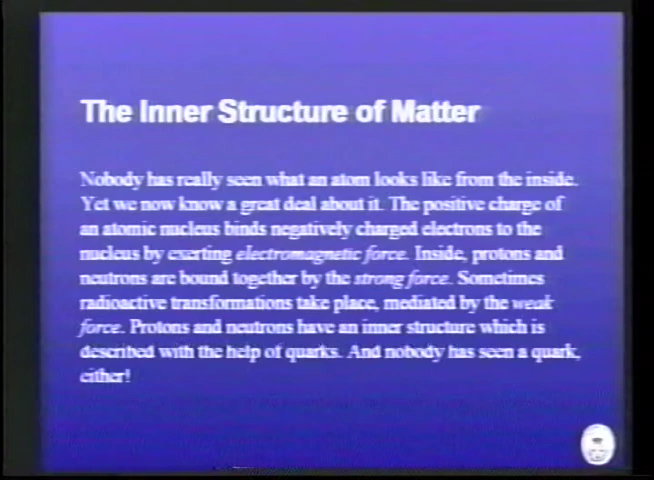 The Inner Structure of Matter
Nobody has really seen what an atom looks like from the inside.
Yet we now know a great deal about it. The positive charge of
an atomic nucleus binds negatively charged electrons to the
nucleus by exerting electromagnetic force. Inside, protons and
neutrons are bound together by the strong force. Sometimes
radioactive transformations take place, mediated by the weak
force. Protons and neutrons have an inner structure which is
described with the help of quarks. And nobody has seen a quark,
either!